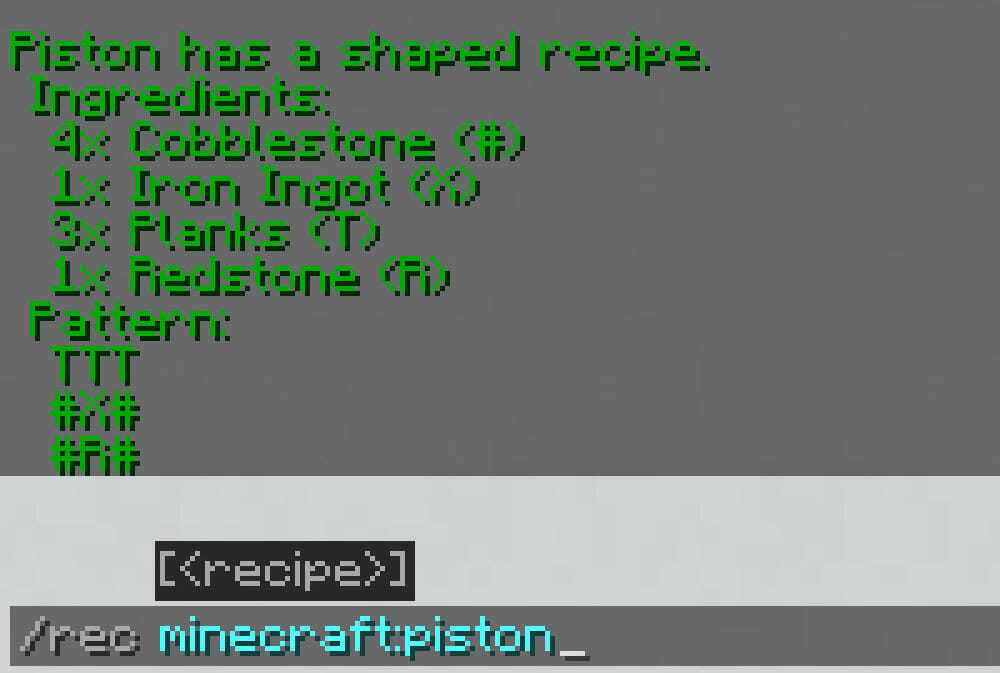 Piston has a shaped recipe.
Ingredients:
4x Cobblestone (#)
1x Iron Ingot (X)
3x Planks (T)
1x Redstone (R)
Pattern:
TTT
#X#
#R#
[<recipe>]
/rec minecraft:piston_